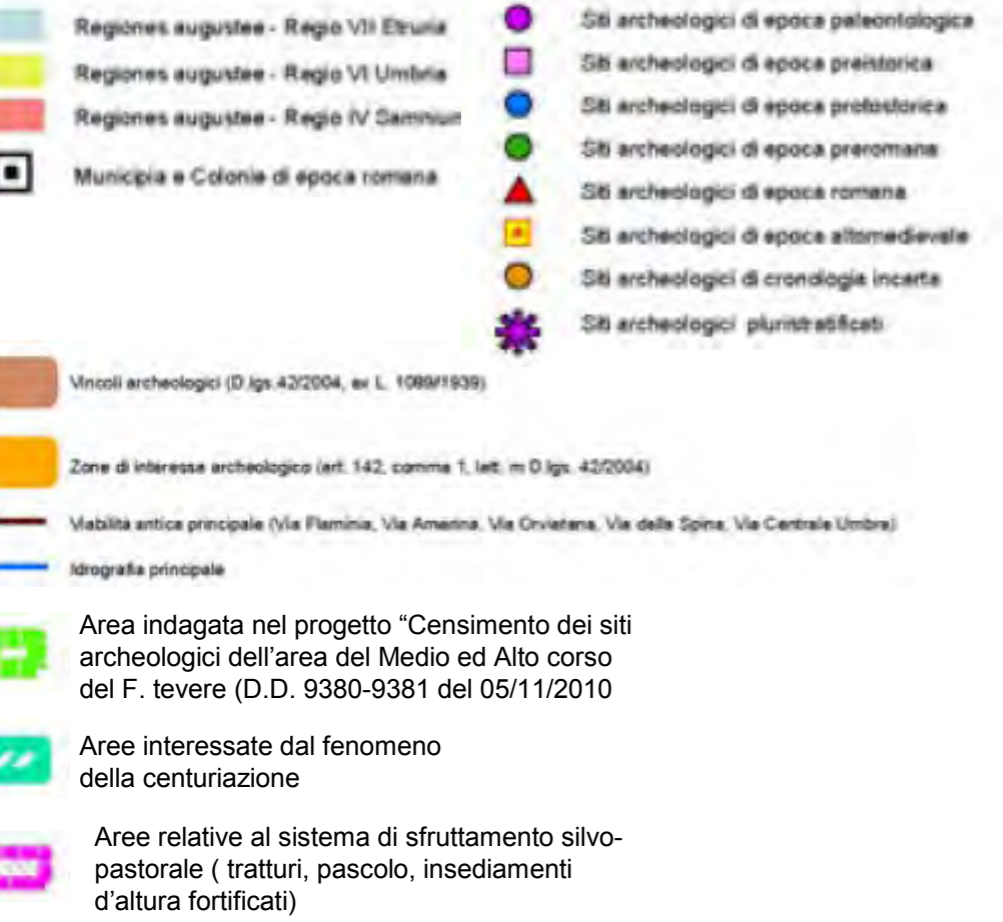 Regiones augustee - Regio VII Etruria
Regiones augustee - Regio VI Umbria
Regiones augustee - Regio IV Samnium
Municipia e Colonie di epoca romana
Siti archeologici di epoca paleontologica
Siti archeologici di epoca preistorica
Siti archeologici di epoca protostorica
Siti archeologici di epoca preromana
Siti archeologici di epoca romana
Siti archeologici di epoca altomedievale
Siti archeologici di cronologia incerta
Siti archeologici pluristratificati
Vincoli archeologici (D.lgs.42/2004, ex L. 1089/1939)
Zone di interesse archeologico (art. 142, comma 1, lett. m D.lgs. 42/2004)
Viabilità antica principale (Via Flaminia, Via Amerina, Via Orvietana, Via della Spina, Via Centrale Umbra)
Idrografia principale
Area indagata nel progetto “Censimento dei siti
archeologici dell’area del Medio ed Alto corso
del F. tevere (D.D. 9380-9381 del 05/11/2010
Aree interessate dal fenomeno
della centuriazione
Aree relative al sistema di sfruttamento silvo-
pastorale ( tratturi, pascolo, insediamenti
d’altura fortificati)